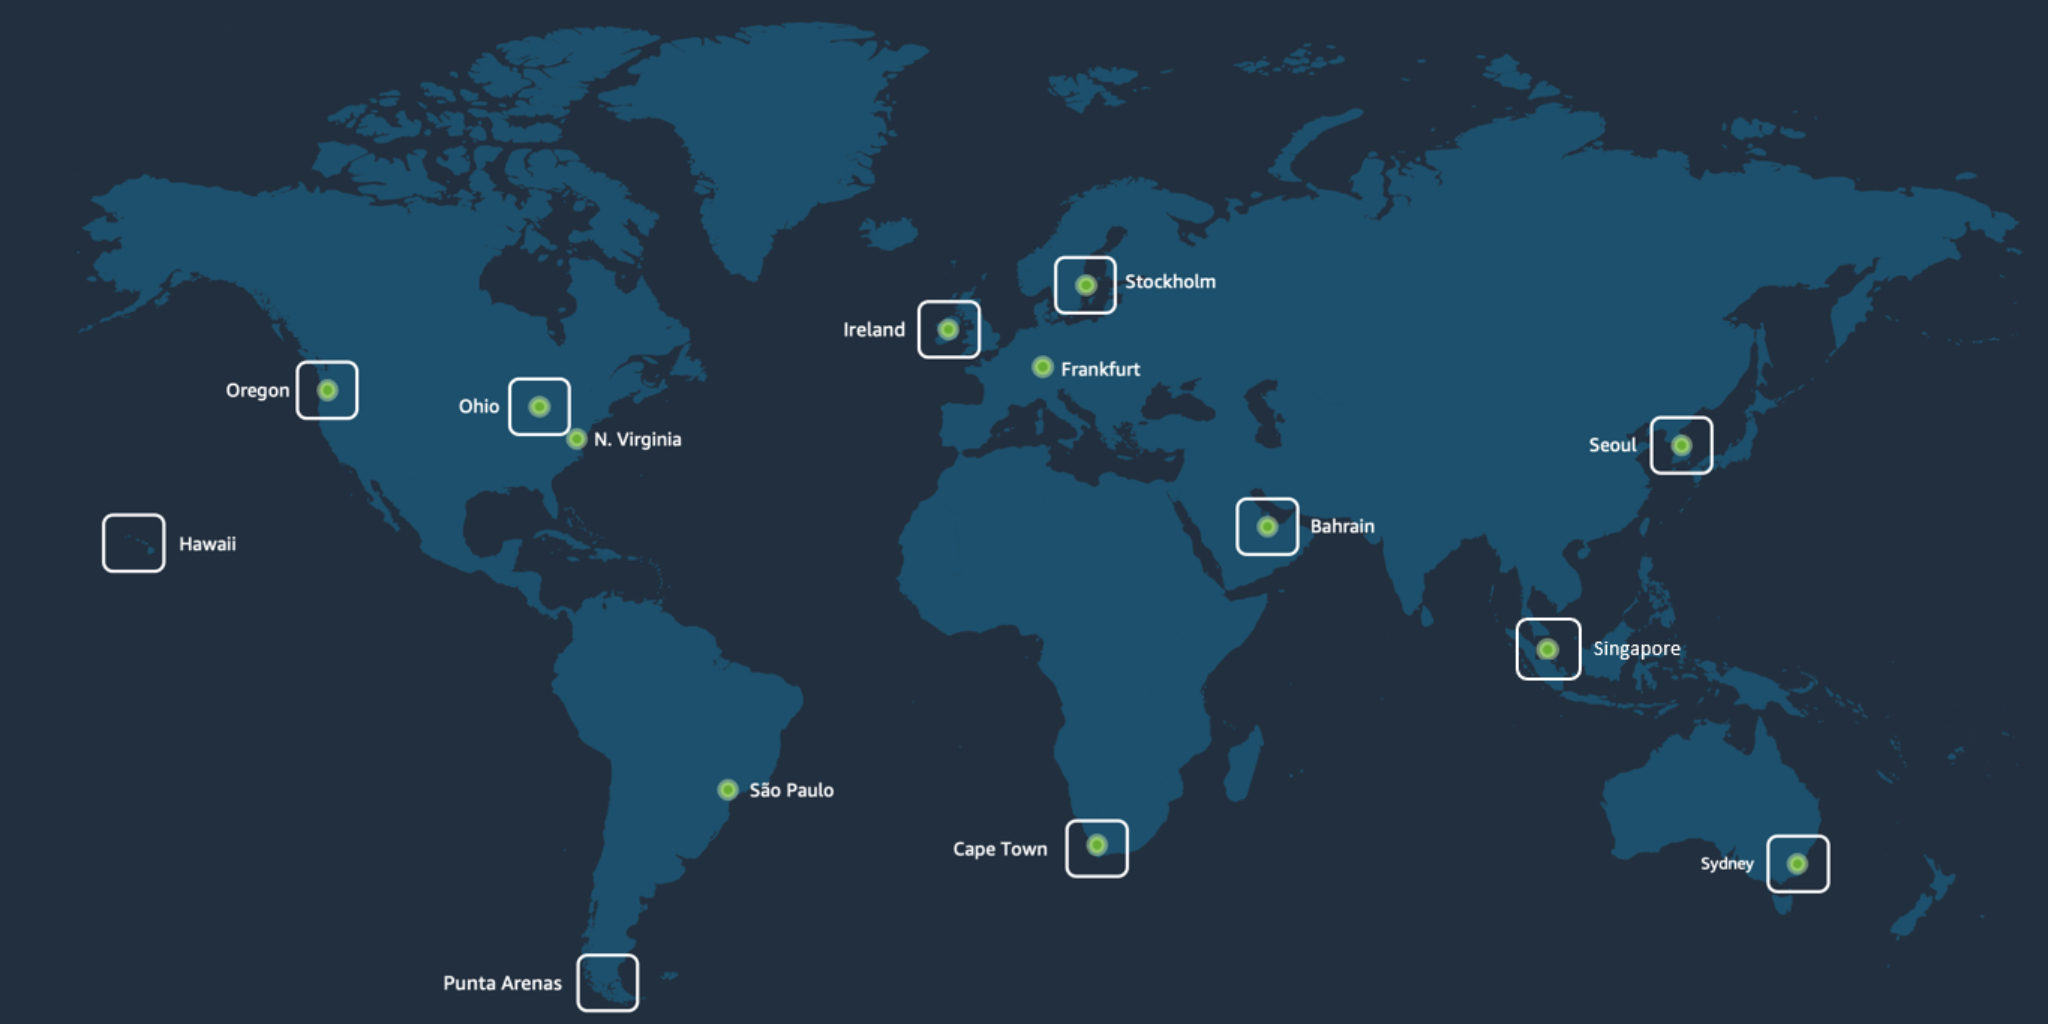 Stockholm
Ireland
Frankfurt
Oregon
Ohio
N. Virginia
Seoul
Bahrain
Hawaii
Singapore
São Paulo
Cape Town
Sydney
Punta Arenas